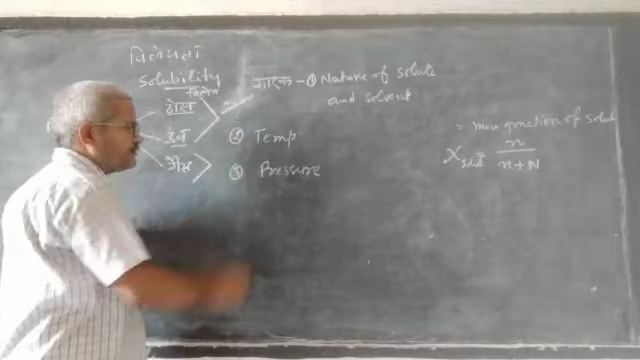 विलेयता
Solubility
विलेय
ठोस
द्रव
गैस
कारक - ① Nature of solute
and solvent
② Temp
③ Pressure
= mole fraction of solute
X solute = n / n+N